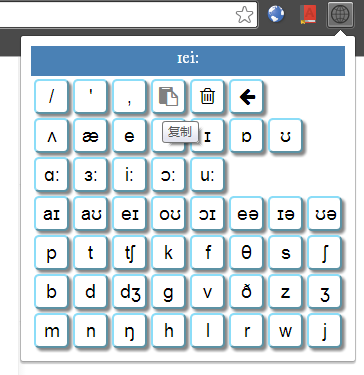 ɪei:
/ ' ,
复制
ʌ æ e ɪ ɒ ʊ
ɑ: ɜ: i: ɔ: u:
aɪ aʊ eɪ oʊ ɔɪ eə ɪə ʊə
p t tʃ k f θ s ʃ
b d dʒ g v ð z ʒ
m n ŋ h l r w j